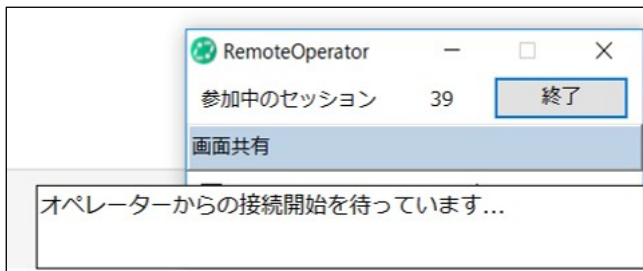 RemoteOperator
参加中のセッション 39 終了
画面共有
オペレーターからの接続開始を待っています...